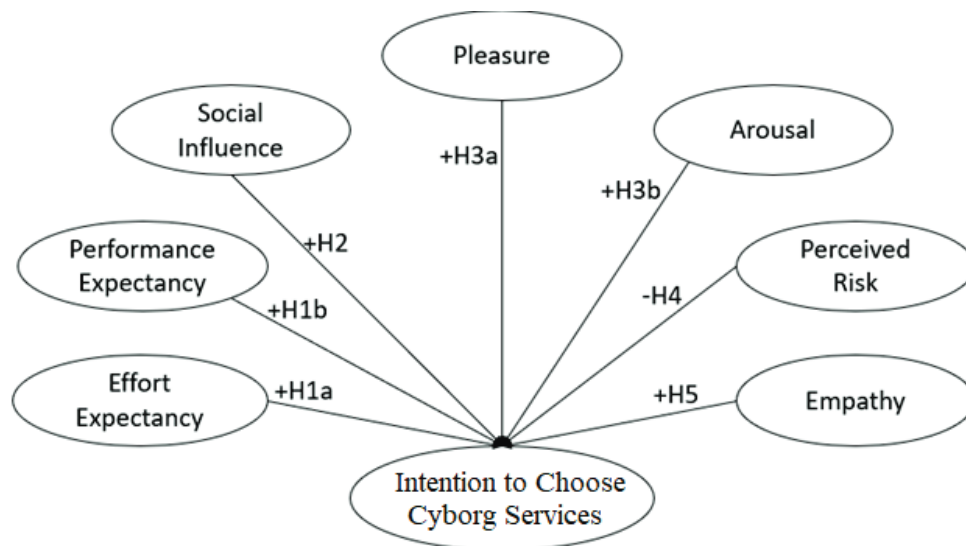 Pleasure
Social
Influence
Arousal
+H3a
+H3b
+H2
Performance
Expectancy
Perceived
Risk
-H4
+H1b
Effort
Expectancy
+H1a
+H5
Empathy
Intention to Choose
Cyborg Services